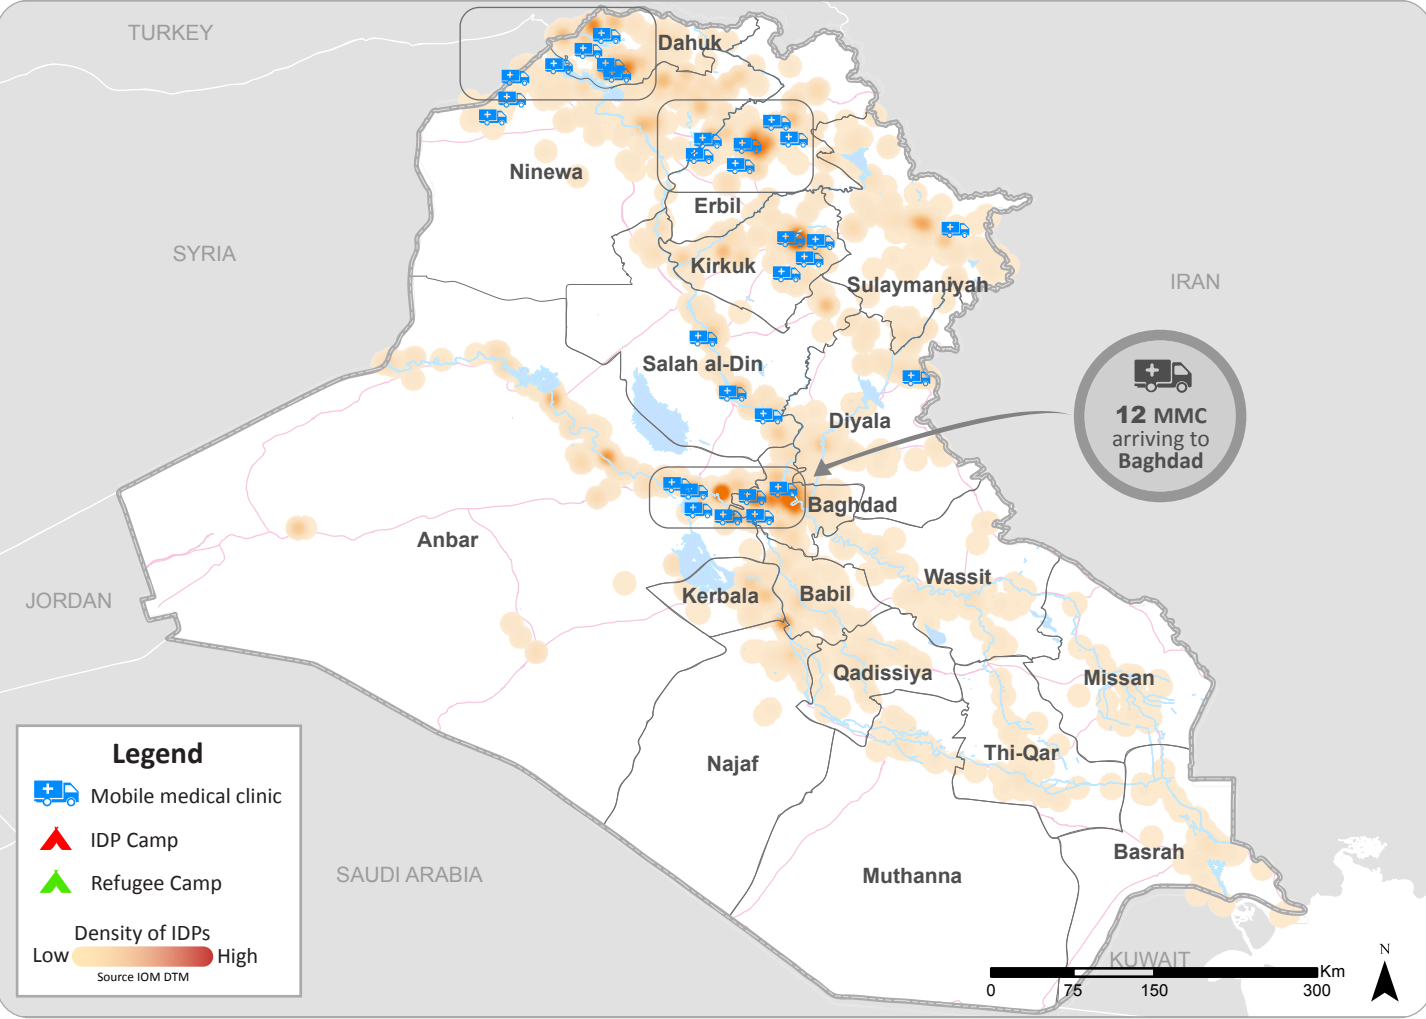 TURKEY
Dahuk
Ninewa
Erbil
SYRIA
Kirkuk
Sulaymaniyah
IRAN
Salah al-Din
Diyala
12 MMC
arriving to
Baghdad
Baghdad
Anbar
Wassit
JORDAN
Kerbala
Babil
Qadissiya
Missan
Najaf
Thi-Qar
Basrah
Muthanna
SAUDI ARABIA
KUWAIT
Legend
Mobile medical clinic
IDP Camp
Refugee Camp
Density of IDPs
Low High
Source IOM DTM
N
Km
0 75 150 300